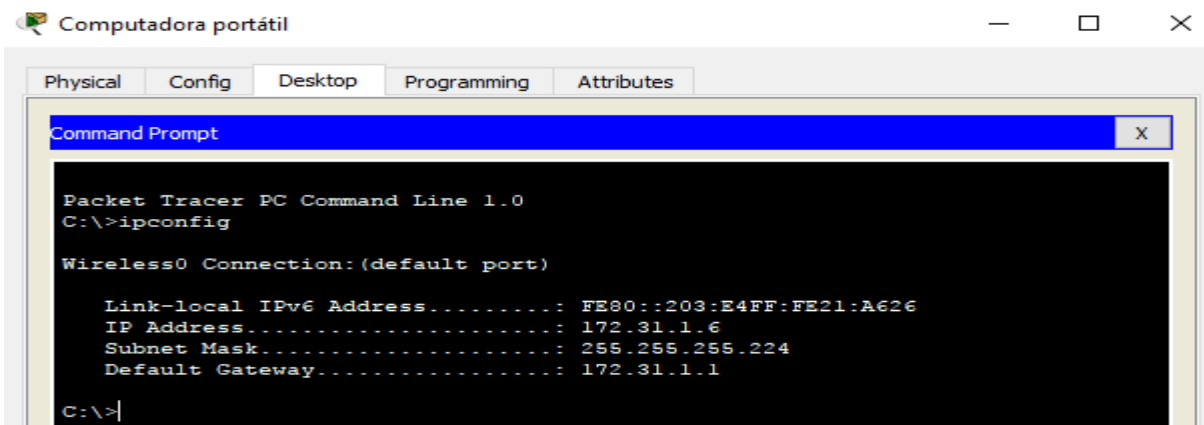 Computadora portátil
Physical Config Desktop Programming Attributes
Command Prompt X
Packet Tracer PC Command Line 1.0
C:\>ipconfig
Wireless0 Connection:(default port)
Link-local IPv6 Address.........: FE80::203:E4FF:FE21:A626
IP Address......................: 172.31.1.6
Subnet Mask.....................: 255.255.255.224
Default Gateway.................: 172.31.1.1
C:\>